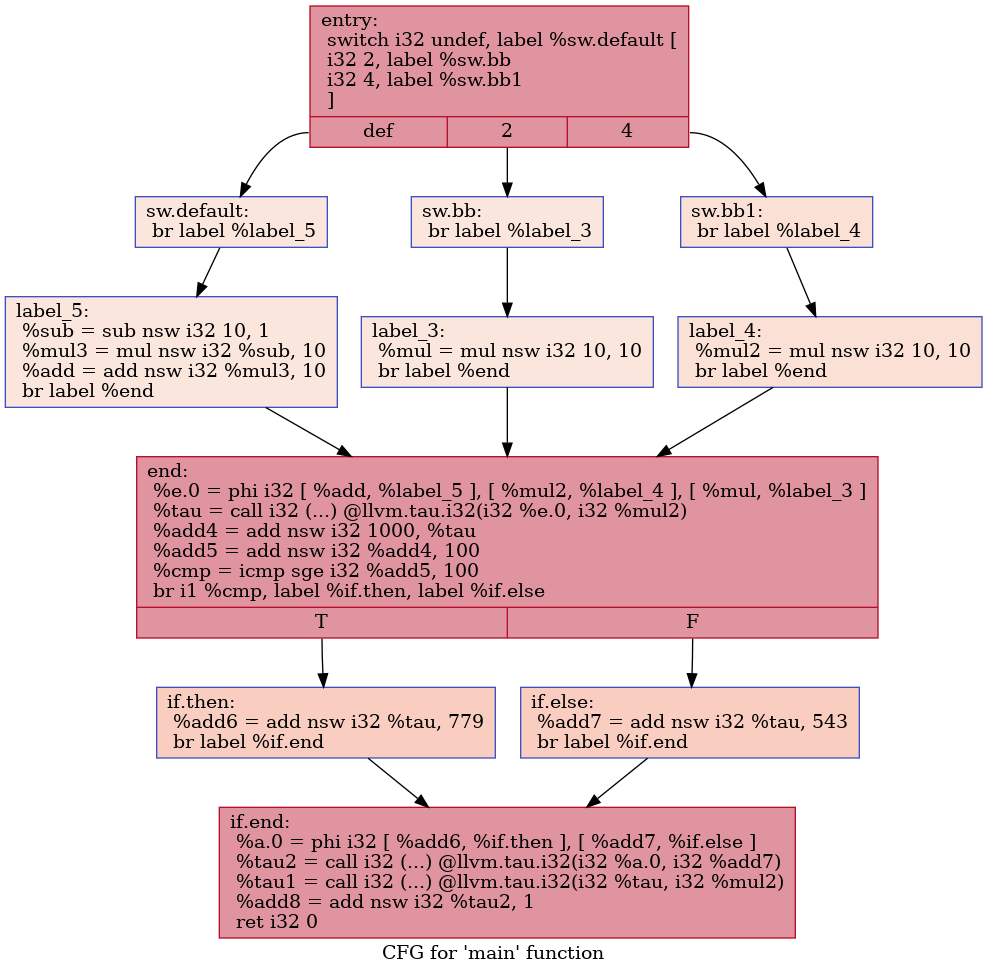 entry:
switch i32 undef, label %sw.default [
i32 2, label %sw.bb
i32 4, label %sw.bb1
]
def 2 4
sw.default:
br label %label_5
sw.bb:
br label %label_3
sw.bb1:
br label %label_4
label_5:
%sub = sub nsw i32 10, 1
%mul3 = mul nsw i32 %sub, 10
%add = add nsw i32 %mul3, 10
br label %end
label_3:
%mul = mul nsw i32 10, 10
br label %end
label_4:
%mul2 = mul nsw i32 10, 10
br label %end
end:
%e.0 = phi i32 [ %add, %label_5 ], [ %mul2, %label_4 ], [ %mul, %label_3 ]
%tau = call i32 (...) @llvm.tau.i32(i32 %e.0, i32 %mul2)
%add4 = add nsw i32 1000, %tau
%add5 = add nsw i32 %add4, 100
%cmp = icmp sge i32 %add5, 100
br i1 %cmp, label %if.then, label %if.else
T F
if.then:
%add6 = add nsw i32 %tau, 779
br label %if.end
if.else:
%add7 = add nsw i32 %tau, 543
br label %if.end
if.end:
%a.0 = phi i32 [ %add6, %if.then ], [ %add7, %if.else ]
%tau2 = call i32 (...) @llvm.tau.i32(i32 %a.0, i32 %add7)
%tau1 = call i32 (...) @llvm.tau.i32(i32 %tau, i32 %mul2)
%add8 = add nsw i32 %tau2, 1
ret i32 0
CFG for 'main' function